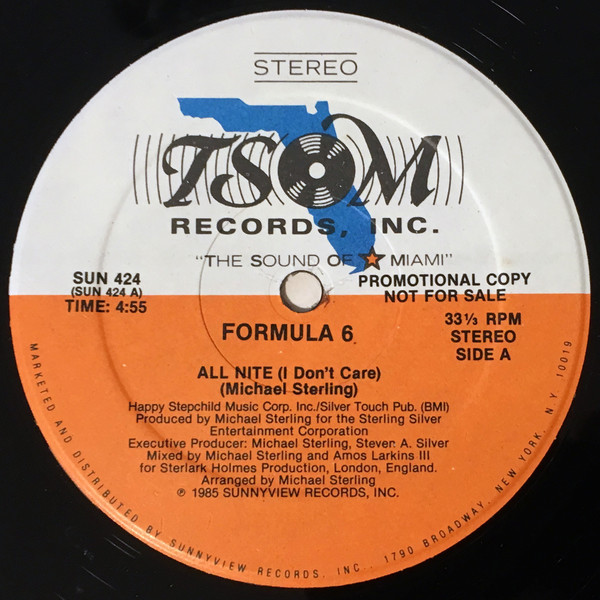 STEREO
TSOM
RECORDS, INC.
"THE SOUND OF MIAMI"
SUN 424
(SUN 424 A)
TIME: 4:55
PROMOTIONAL COPY
NOT FOR SALE
33⅓ RPM
STEREO
SIDE A
FORMULA 6
ALL NITE (I Don't Care)
(Michael Sterling)
Happy Stepchild Music Corp. Inc./Silver Touch Pub. (BMI)
Produced by Michael Sterling for the Sterling Silver
Entertainment Corporation
Executive Producer: Michael Sterling, Steven A. Silver
Mixed by Michael Sterling and Amos Larkins III
for Sterlark Holmes Production, London, England.
Arranged by Michael Sterling
℗ 1985 SUNNYVIEW RECORDS, INC.
MARKETED AND DISTRIBUTED BY SUNNYVIEW RECORDS, INC., 1790 BROADWAY, NEW YORK, N.Y. 10019